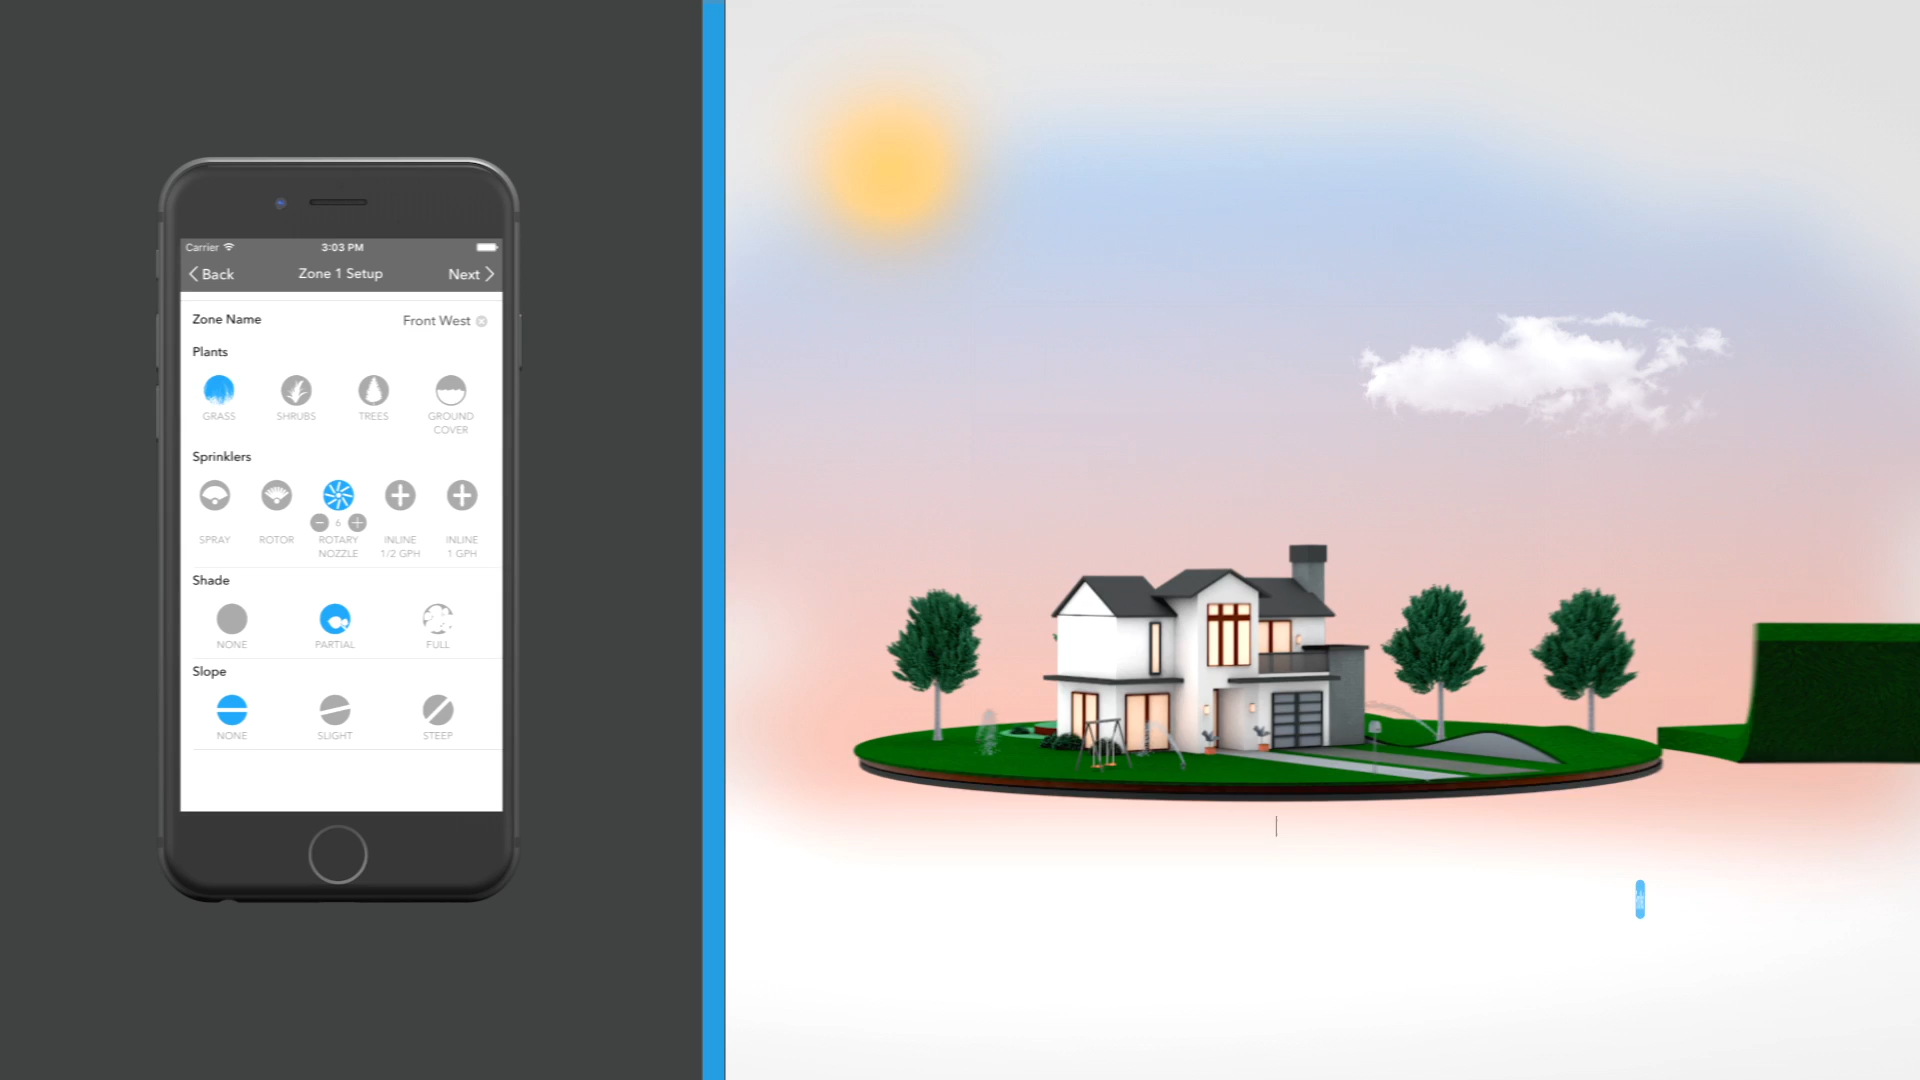 Carrier 3:03 PM
Back Zone 1 Setup Next
Zone Name Front West
Plants
GRASS SHRUBS TREES GROUND
COVER
Sprinklers
6
SPRAY ROTOR ROTARY INLINE INLINE
NOZZLE 1/2 GPH 1 GPH
Shade
NONE PARTIAL FULL
Slope
NONE SLIGHT STEEP